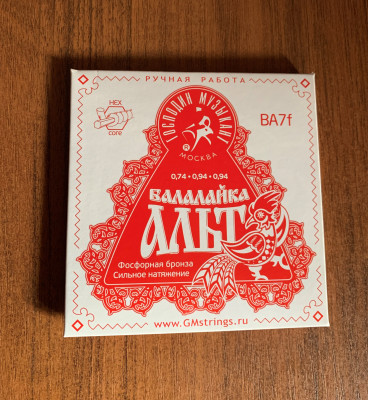 РУЧНАЯ РАБОТА
HEX
core
ГОСПОДИН МУЗЫКАНТ
®
МОСКВА
BA7f
0,74 • 0,94 • 0,94
БАЛАЛАЙКА
АЛЬТ
Фосфорная бронза
Сильное натяжение
www.GMstrings.ru